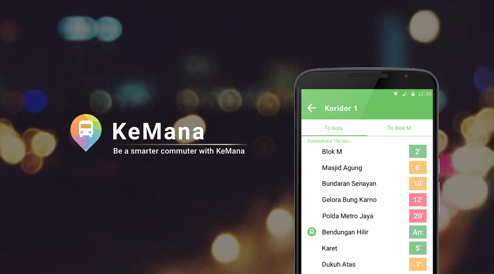 KeMana
Be a smarter commuter with KeMana
12:30
Koridor 1
To Kota
To Blok M
Blok M 2'
Masjid Agung 6'
Bundaran Senayan 10'
Gelora Bung Karno 12'
Polda Metro Jaya 20'
Bendungan Hilir Arr.
Karet 5'
Dukuh Atas 7'